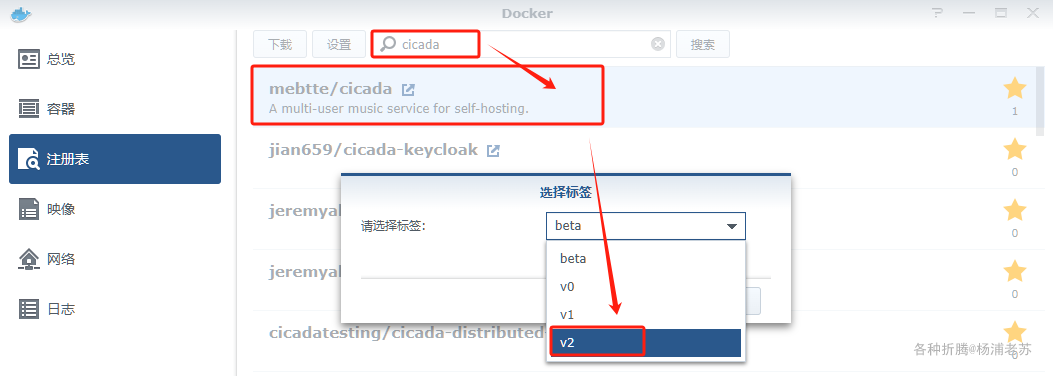 Docker
总览
容器
注册表
映像
网络
日志
下载 设置 cicada 搜索
mebtte/cicada
A multi-user music service for self-hosting.
1
jian659/cicada-keycloak
0
0
0
cicadatesting/cicada-distributed
0
选择标签
请选择标签: beta
beta
v0
v1
v2
各种折腾@杨浦老苏